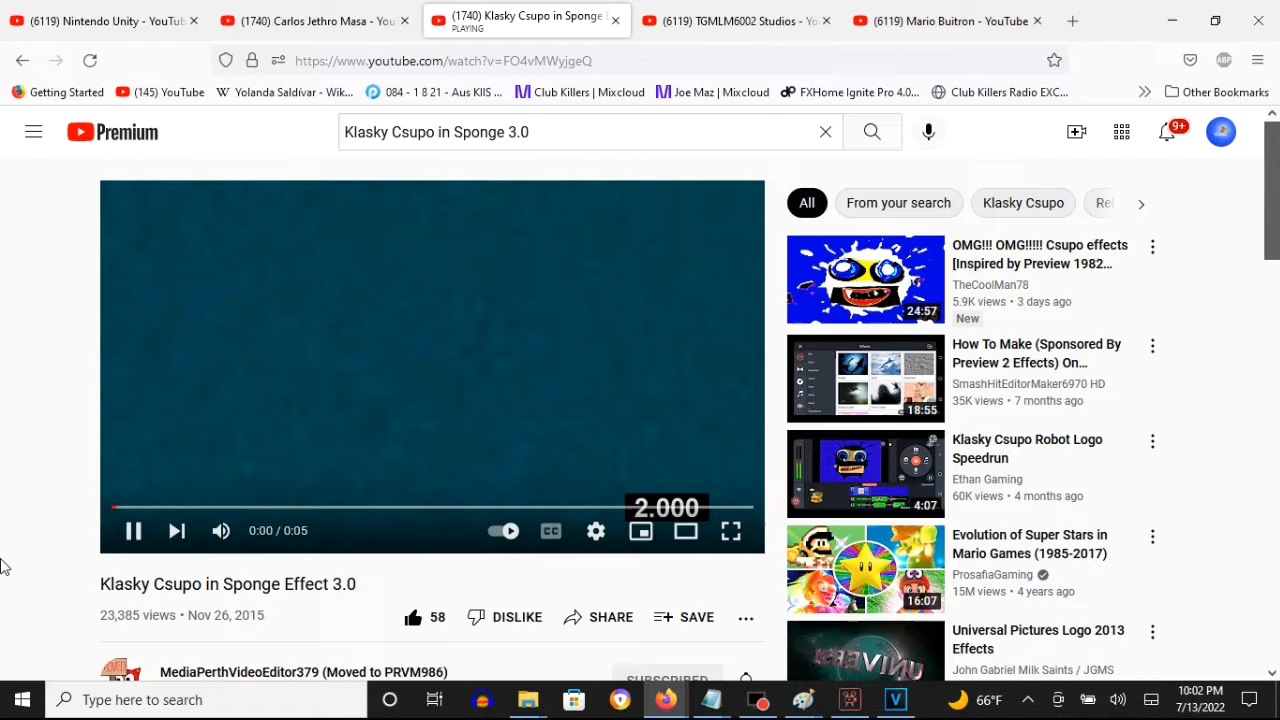 (6119) Nintendo Unity - YouTub
(1740) Carlos Jethro Masa - You
(1740) Klasky Csupo in Sponge E
PLAYING
(6119) TGMLM6002 Studios - Yo
(6119) Mario Buitron - YouTube
https://www.youtube.com/watch?v=FO4vMWyjgeQ
ABP
Getting Started
(145) YouTube
Yolanda Saldívar - Wik...
084 - 1 8 21 - Aus KIIS ...
Club Killers | Mixcloud
Joe Maz | Mixcloud
FXHome Ignite Pro 4.0...
Club Killers Radio EXC...
Other Bookmarks
Premium
Klasky Csupo in Sponge 3.0
9+
All
From your search
Klasky Csupo
Rel
OMG!!! OMG!!!!! Csupo effects
[Inspired by Preview 1982...
TheCoolMan78
5.9K views • 3 days ago
New
24:57
How To Make (Sponsored By
Preview 2 Effects) On...
SmashHitEditorMaker6970 HD
35K views • 7 months ago
18:55
Klasky Csupo Robot Logo
Speedrun
Ethan Gaming
60K views • 4 months ago
4:07
Evolution of Super Stars in
Mario Games (1985-2017)
ProsafiaGaming
15M views • 4 years ago
16:07
Universal Pictures Logo 2013
Effects
John Gabriel Milk Saints / JGMS
UNIVER
2.000
0:00 / 0:05
CC
Klasky Csupo in Sponge Effect 3.0
23,385 views • Nov 26, 2015
58
DISLIKE
SHARE
SAVE
MediaPerthVideoEditor379 (Moved to PRVM986)
SUBSCRIBED
Type here to search
66°F
10:02 PM
7/13/2022